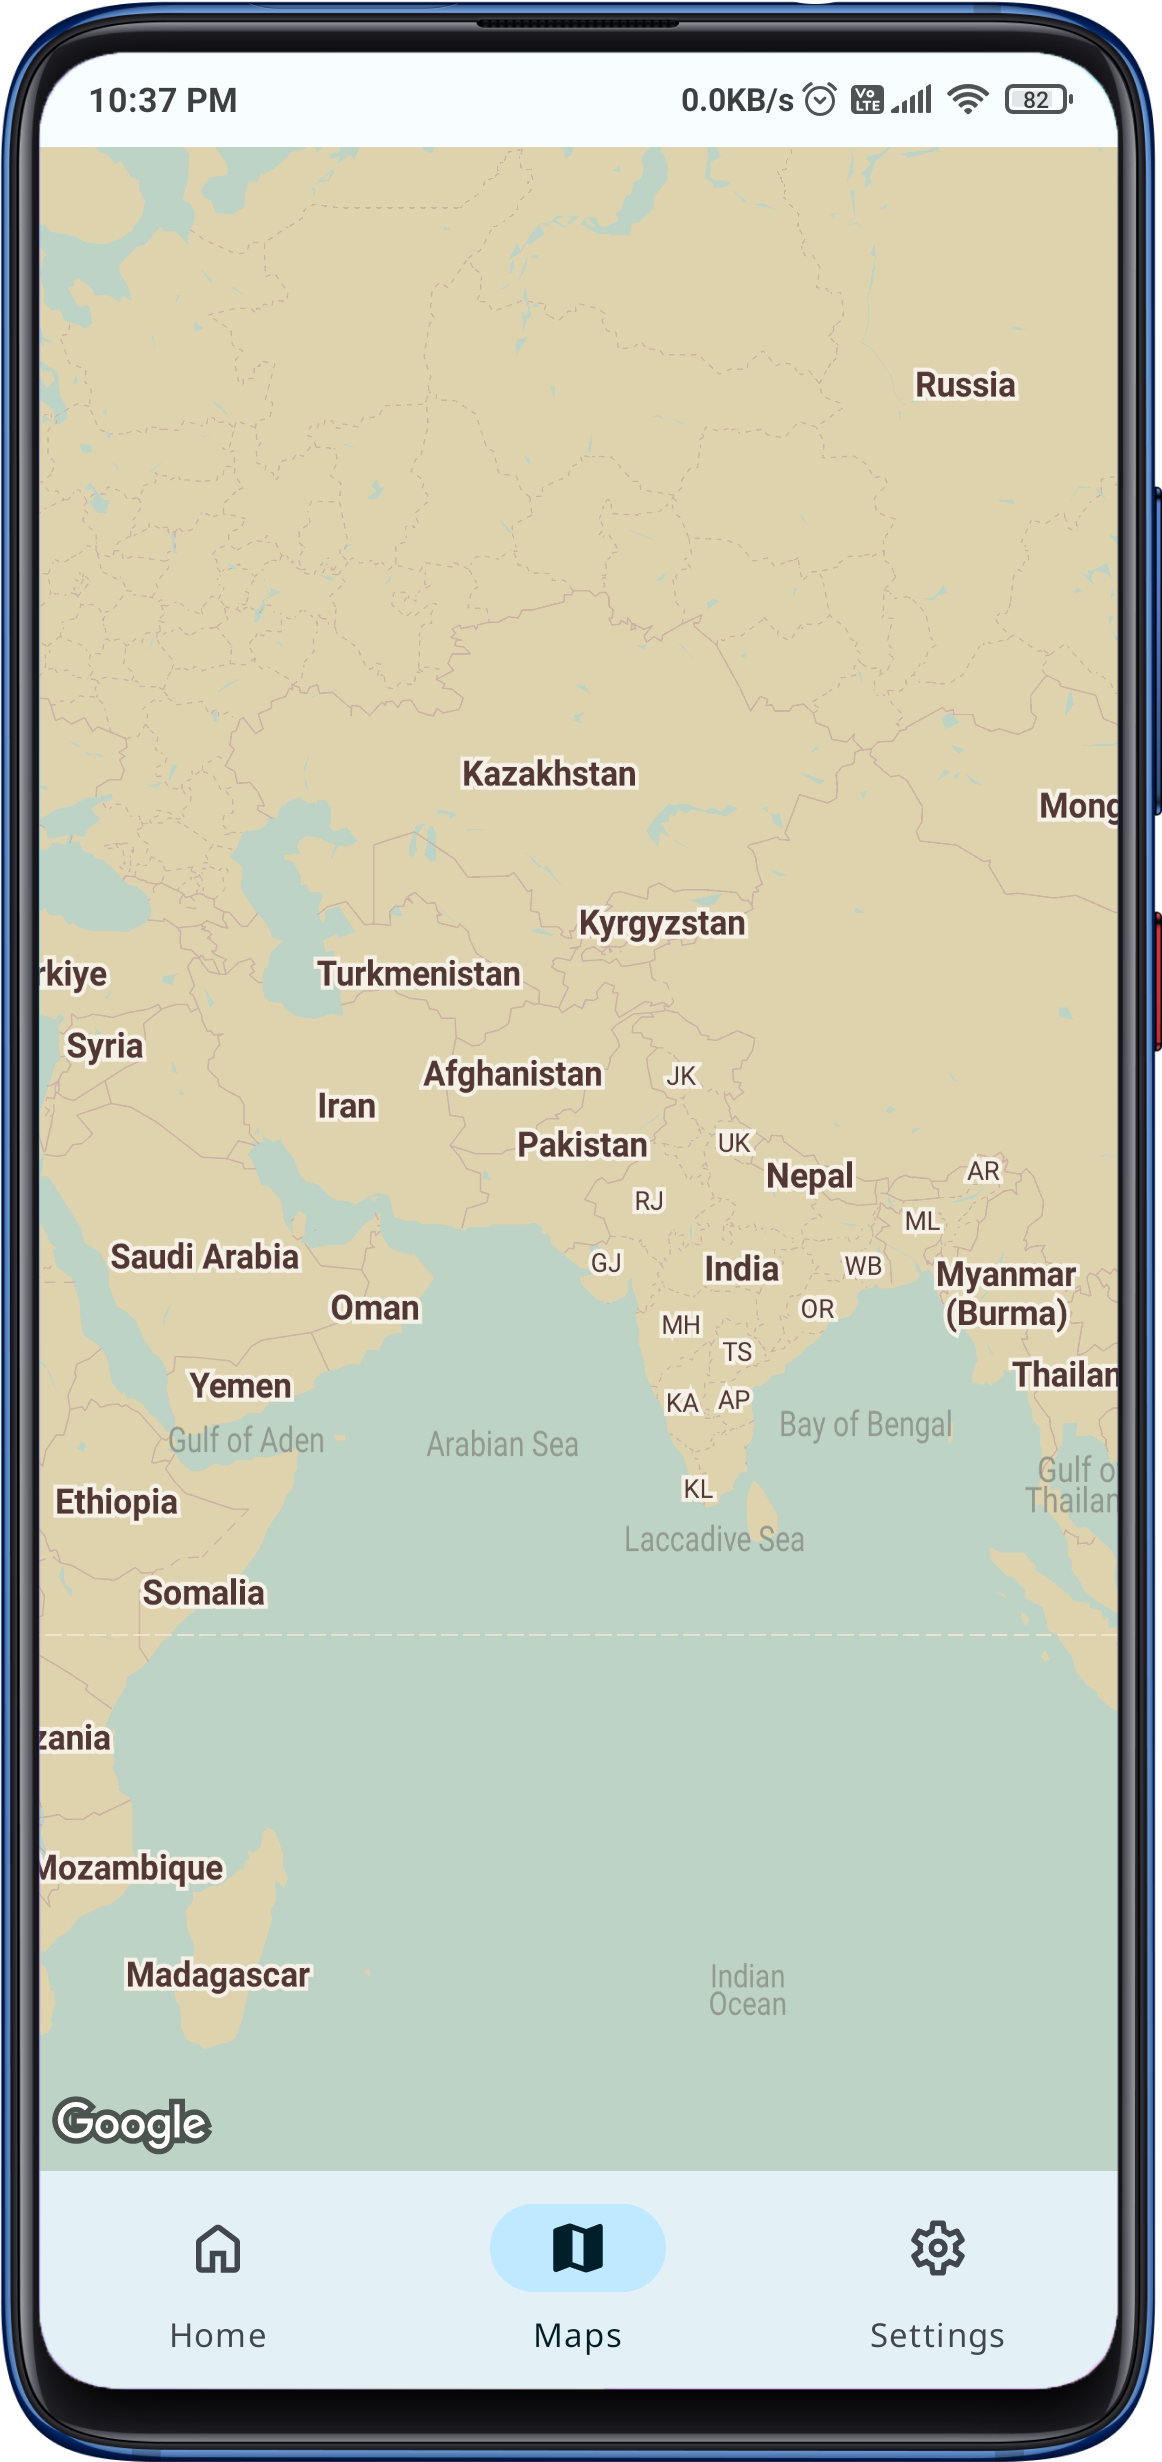 10:37 PM
0.0KB/s
Vo
LTE
82
Russia
Kazakhstan
Mong
Kyrgyzstan
rkiye
Turkmenistan
Syria
Afghanistan
JK
Iran
Pakistan
UK
Nepal
AR
RJ
ML
Saudi Arabia
GJ
India
WB
Myanmar
(Burma)
Oman
MH
OR
TS
Thailan
Yemen
KA
AP
Gulf of Aden
Arabian Sea
Bay of Bengal
Gulf o
Thailan
KL
Ethiopia
Laccadive Sea
Somalia
zania
Mozambique
Madagascar
Indian
Ocean
Google
Home
Maps
Settings